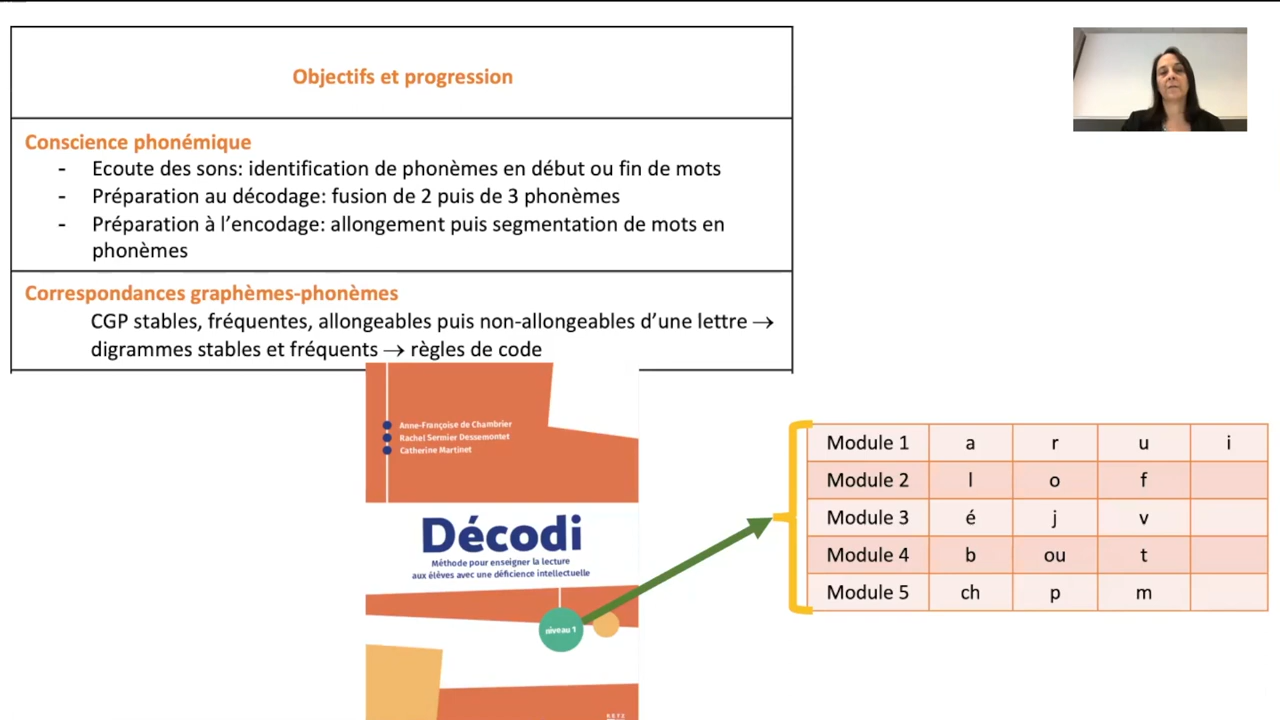 Objectifs et progression
Conscience phonémique
- Ecoute des sons: identification de phonèmes en début ou fin de mots
- Préparation au décodage: fusion de 2 puis de 3 phonèmes
- Préparation à l'encodage: allongement puis segmentation de mots en
phonèmes
Correspondances graphèmes-phonèmes
CGP stables, fréquentes, allongeables puis non-allongeables d'une lettre →
digrammes stables et fréquents → règles de code
Anne-Françoise de Chambrier
Rachel Sermier Dessemontet
Catherine Martinet
Décodi
Méthode pour enseigner la lecture
aux élèves avec une déficience intellectuelle
niveau 1
RETZ
Module 1 a r u i
Module 2 l o f
Module 3 é j v
Module 4 b ou t
Module 5 ch p m